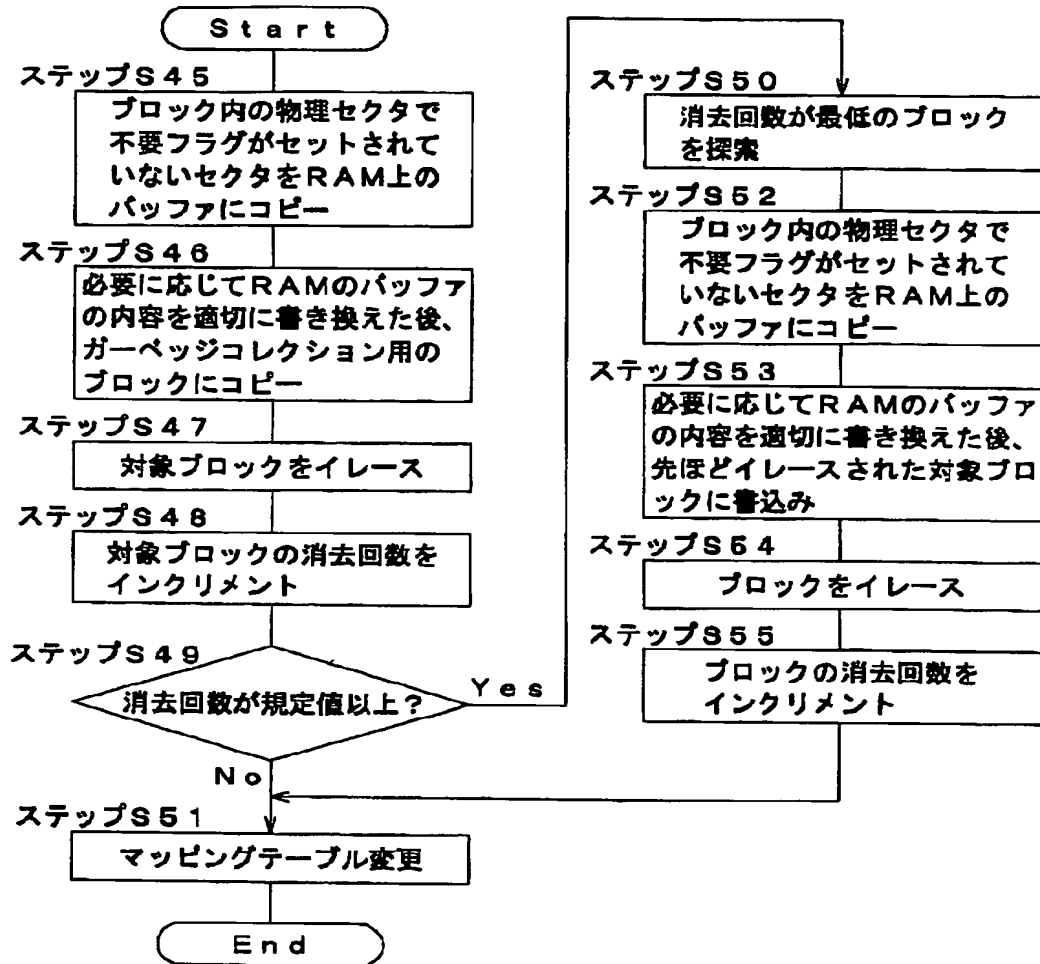 Start
ステップS45
ブロック内の物理セクタで
不要フラグがセットされて
いないセクタをRAM上の
バッファにコピー
ステップS46
必要に応じてRAMのバッファ
の内容を適切に書き換えた後、
ガーベッジコレクション用の
ブロックにコピー
ステップS47
対象ブロックをイレース
ステップS48
対象ブロックの消去回数を
インクリメント
ステップS49
消去回数が規定値以上?
Yes
No
ステップS50
消去回数が最低のブロック
を探索
ステップS52
ブロック内の物理セクタで
不要フラグがセットされて
いないセクタをRAM上の
バッファにコピー
ステップS53
必要に応じてRAMのバッファ
の内容を適切に書き換えた後、
先ほどイレースされた対象ブロ
ックに書込み
ステップS54
ブロックをイレース
ステップS55
ブロックの消去回数を
インクリメント
ステップS51
マッピングテーブル変更
End